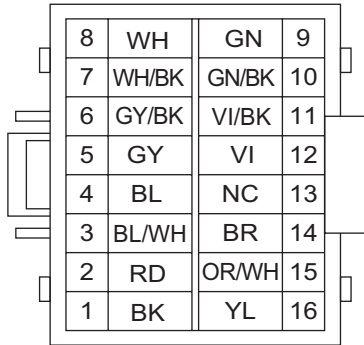 8 WH GN 9
7 WH/BK GN/BK 10
6 GY/BK VI/BK 11
5 GY VI 12
4 BL NC 13
3 BL/WH BR 14
2 RD OR/WH 15
1 BK YL 16